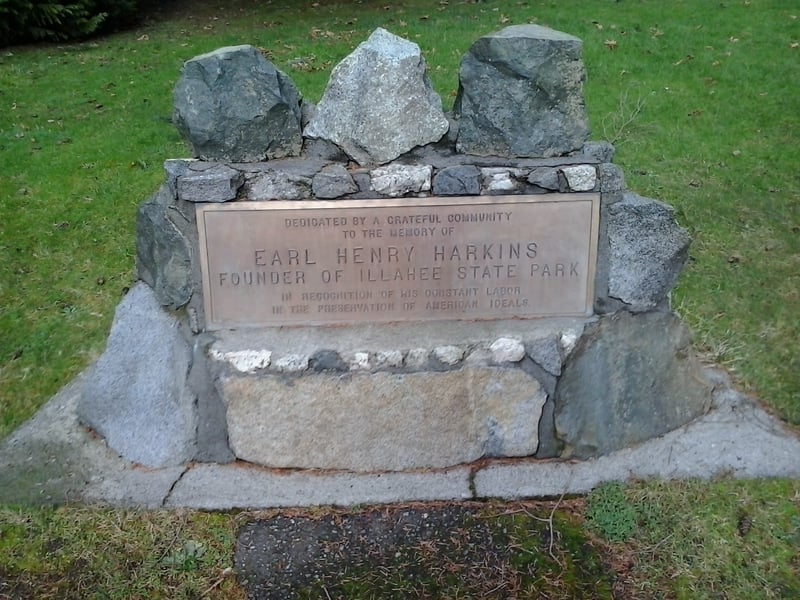 DEDICATED BY A GRATEFUL COMMUNITY
TO THE MEMORY OF
EARL HENRY HARKINS
FOUNDER OF ILLAHEE STATE PARK
IN RECOGNITION OF HIS CONSTANT LABOR
IN THE PRESERVATION OF AMERICAN IDEALS.